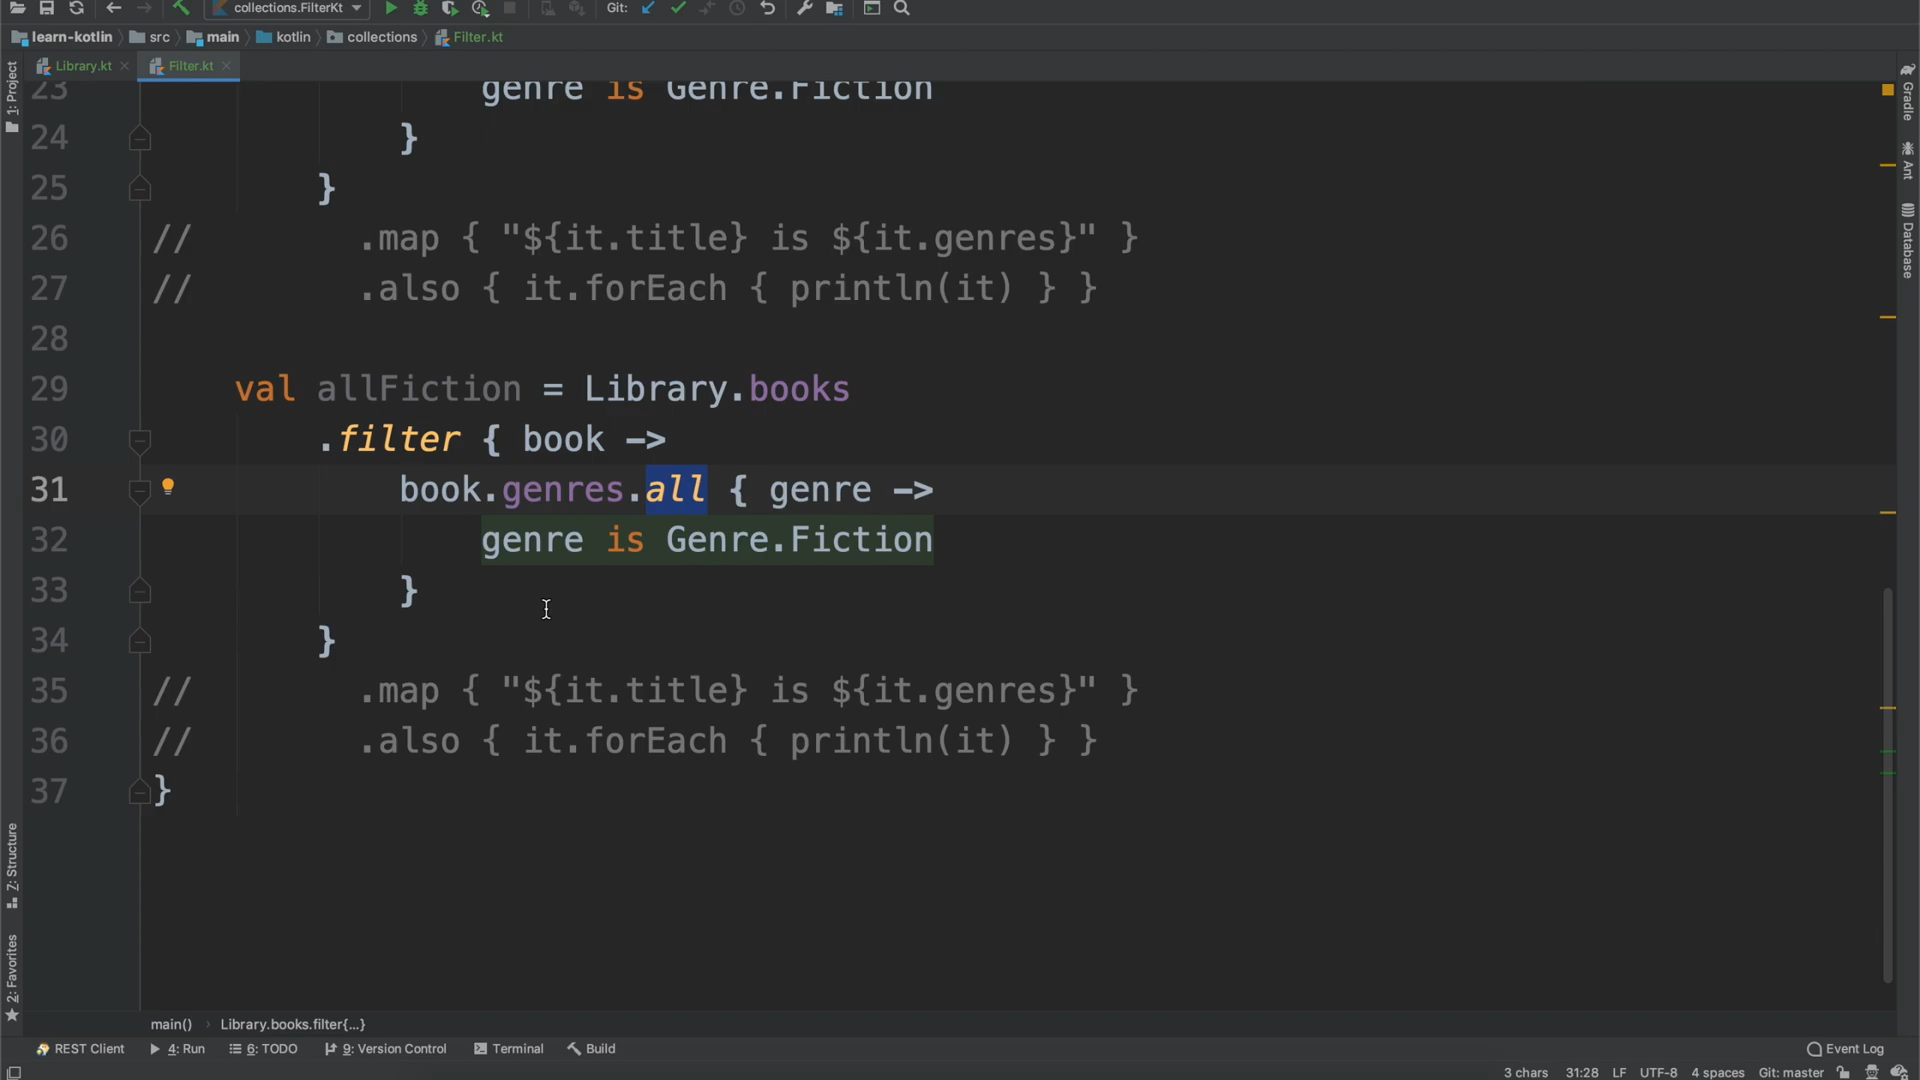 collections.FilterKt
Git:
learn-kotlin src main kotlin collections Filter.kt
Library.kt Filter.kt
1: Project
23 genre is Genre.Fiction
24 }
25 }
26 // .map { "${it.title} is ${it.genres}" }
27 // .also { it.forEach { println(it) } }
28
29 val allFiction = Library.books
30 .filter { book ->
31 book.genres.all { genre ->
32 genre is Genre.Fiction
33 }
34 }
35 // .map { "${it.title} is ${it.genres}" }
36 // .also { it.forEach { println(it) } }
37 }
Gradle
Ant
Database
Z: Structure
2: Favorites
main() › Library.books.filter{...}
REST Client 4: Run 6: TODO 9: Version Control Terminal Build Event Log
3 chars 31:28 LF UTF-8 4 spaces Git: master